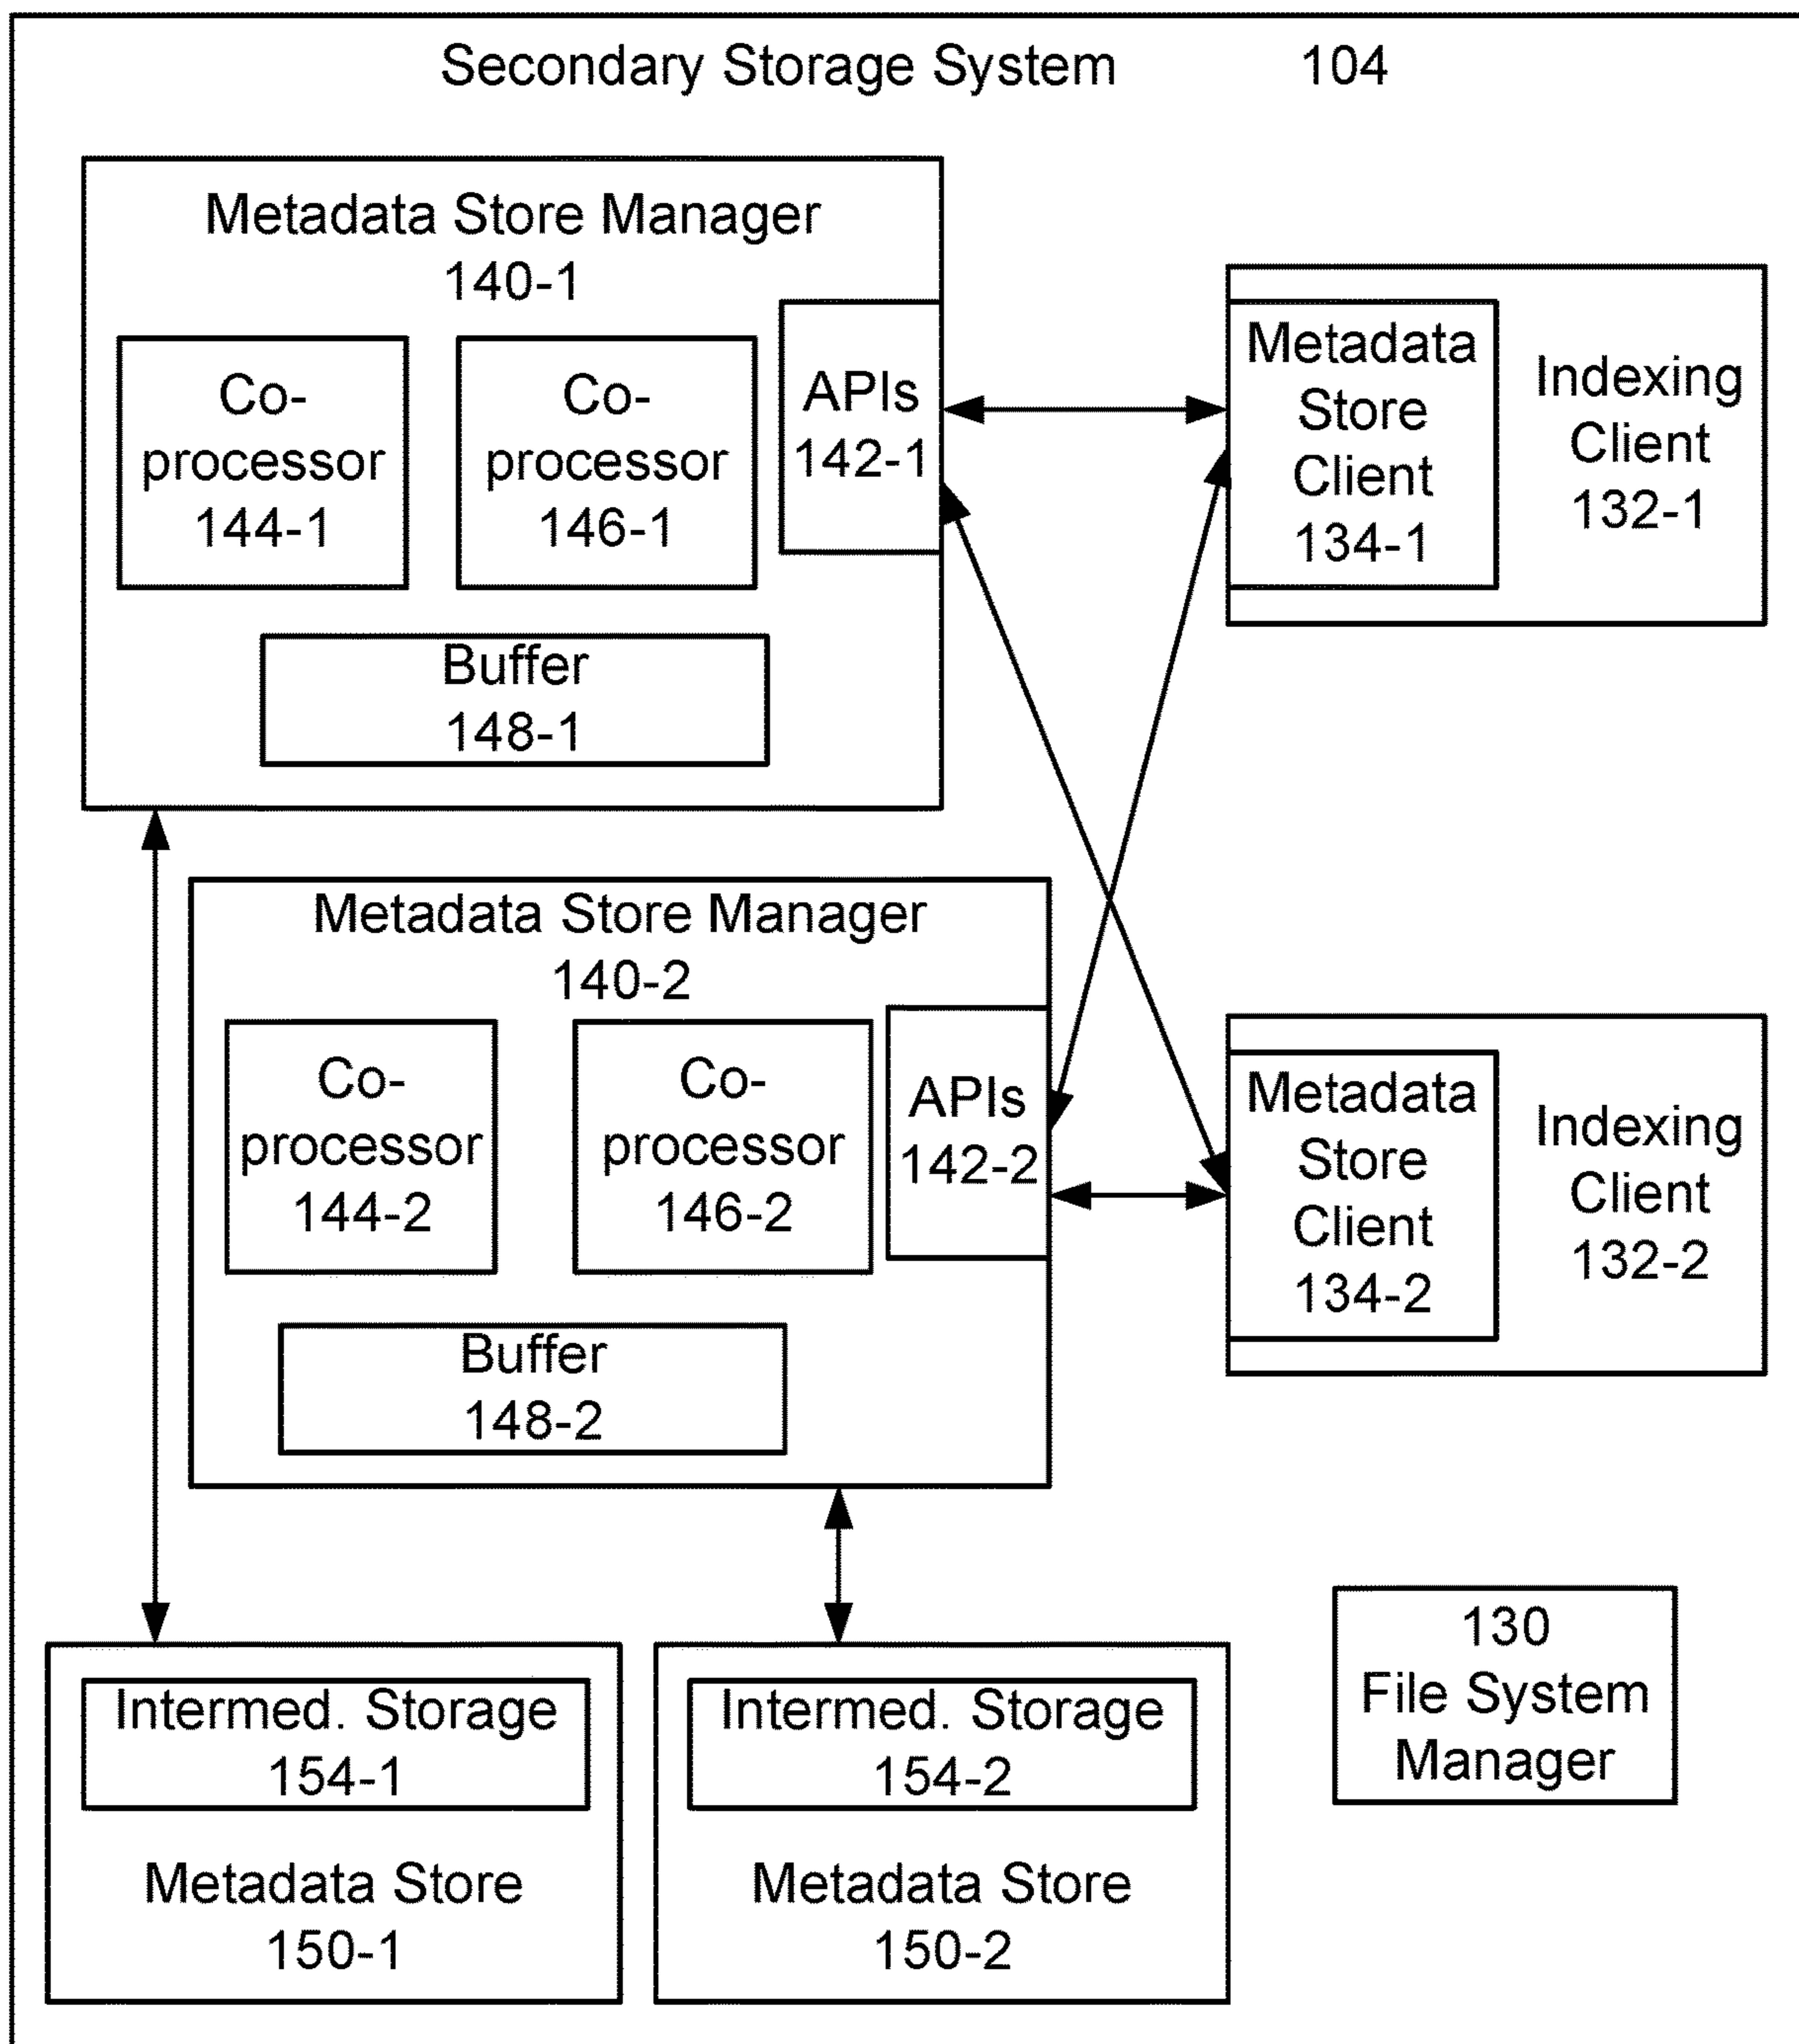 Secondary Storage System 104
Metadata Store Manager
140-1
Co-
processor
144-1
Co-
processor
146-1
APIs
142-1
Buffer
148-1
Metadata
Store
Client
134-1
Indexing
Client
132-1
Metadata Store Manager
140-2
Co-
processor
144-2
Co-
processor
146-2
APIs
142-2
Buffer
148-2
Metadata
Store
Client
134-2
Indexing
Client
132-2
Intermed. Storage
154-1
Metadata Store
150-1
Intermed. Storage
154-2
Metadata Store
150-2
130
File System
Manager